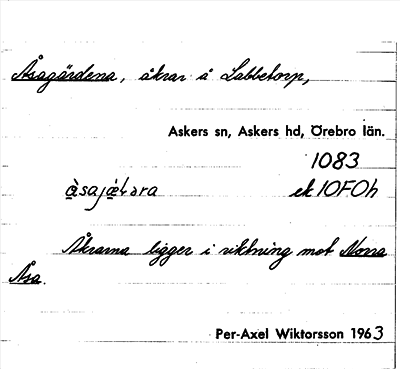 Åsagärdena, åkrar å Labbetorp,
Askers sn, Askers hd, Örebro län.
1083
ek 10F0h
Åkrarna ligger i riktning mot Norra
Åsa.
Per-Axel Wiktorsson 1963